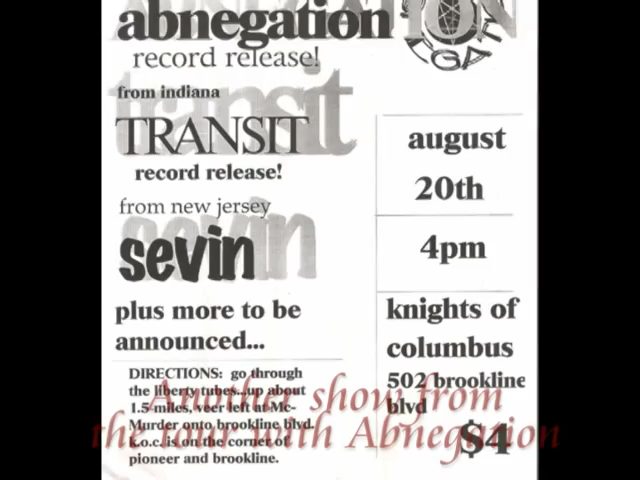 abnegation
record release!
from indiana
transit
TRANSIT
record release!
from new jersey
sevin
sevin
plus more to be
announced...
august
20th
4pm
knights of
columbus
502 brookline
blvd
$4
DIRECTIONS: go through
the liberty tubes...up about
1.5 miles, veer left at Mc-
Murder onto brookline blvd.
k.o.c. is on the corner of
pioneer and brookline.
Another show from
the tour with Abnegation